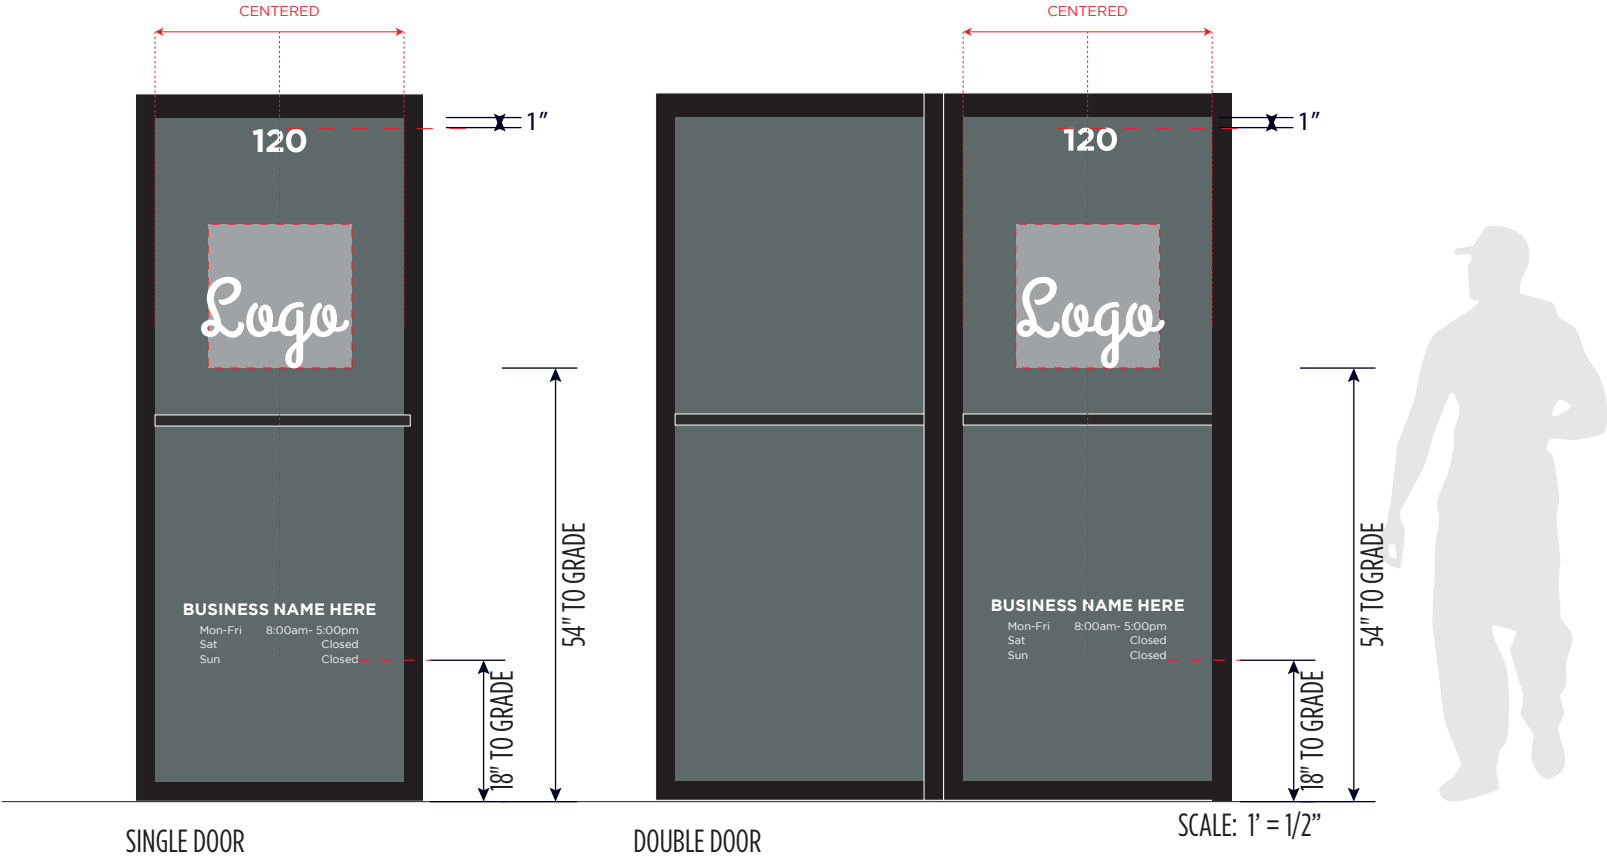 CENTERED
CENTERED
1”
1”
120
120
Logo
Logo
54” TO GRADE
54” TO GRADE
BUSINESS NAME HERE
Mon-Fri 8:00am- 5:00pm
Sat Closed
Sun Closed
BUSINESS NAME HERE
Mon-Fri 8:00am- 5:00pm
Sat Closed
Sun Closed
18” TO GRADE
18” TO GRADE
SINGLE DOOR
DOUBLE DOOR
SCALE: 1’ = 1/2”